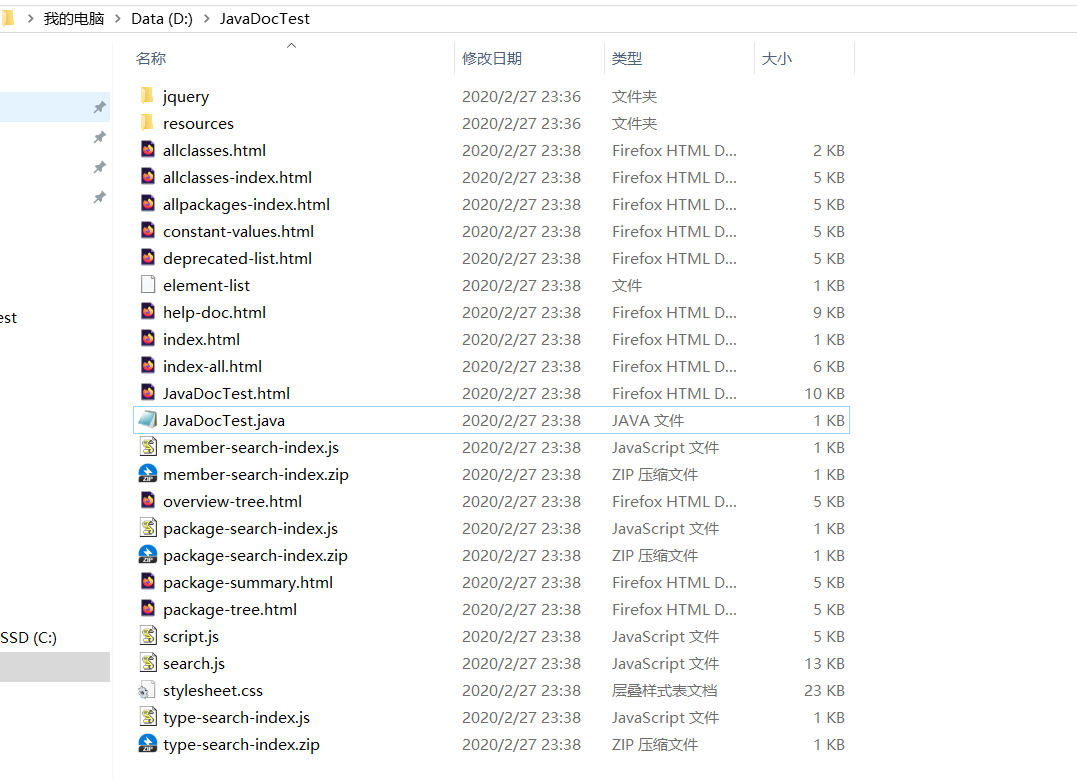 我的电脑 > Data (D:) > JavaDocTest
名称 修改日期 类型 大小
jquery 2020/2/27 23:36 文件夹
resources 2020/2/27 23:36 文件夹
allclasses.html 2020/2/27 23:38 Firefox HTML D... 2 KB
allclasses-index.html 2020/2/27 23:38 Firefox HTML D... 5 KB
allpackages-index.html 2020/2/27 23:38 Firefox HTML D... 5 KB
constant-values.html 2020/2/27 23:38 Firefox HTML D... 5 KB
deprecated-list.html 2020/2/27 23:38 Firefox HTML D... 5 KB
element-list 2020/2/27 23:38 文件 1 KB
help-doc.html 2020/2/27 23:38 Firefox HTML D... 9 KB
est
index.html 2020/2/27 23:38 Firefox HTML D... 1 KB
index-all.html 2020/2/27 23:38 Firefox HTML D... 6 KB
JavaDocTest.html 2020/2/27 23:38 Firefox HTML D... 10 KB
JavaDocTest.java 2020/2/27 23:38 JAVA 文件 1 KB
member-search-index.js 2020/2/27 23:38 JavaScript 文件 1 KB
member-search-index.zip 2020/2/27 23:38 ZIP 压缩文件 1 KB
overview-tree.html 2020/2/27 23:38 Firefox HTML D... 5 KB
package-search-index.js 2020/2/27 23:38 JavaScript 文件 1 KB
package-search-index.zip 2020/2/27 23:38 ZIP 压缩文件 1 KB
package-summary.html 2020/2/27 23:38 Firefox HTML D... 5 KB
package-tree.html 2020/2/27 23:38 Firefox HTML D... 5 KB
SSD (C:)
script.js 2020/2/27 23:38 JavaScript 文件 5 KB
search.js 2020/2/27 23:38 JavaScript 文件 13 KB
stylesheet.css 2020/2/27 23:38 层叠样式表文档 23 KB
type-search-index.js 2020/2/27 23:38 JavaScript 文件 1 KB
type-search-index.zip 2020/2/27 23:38 ZIP 压缩文件 1 KB